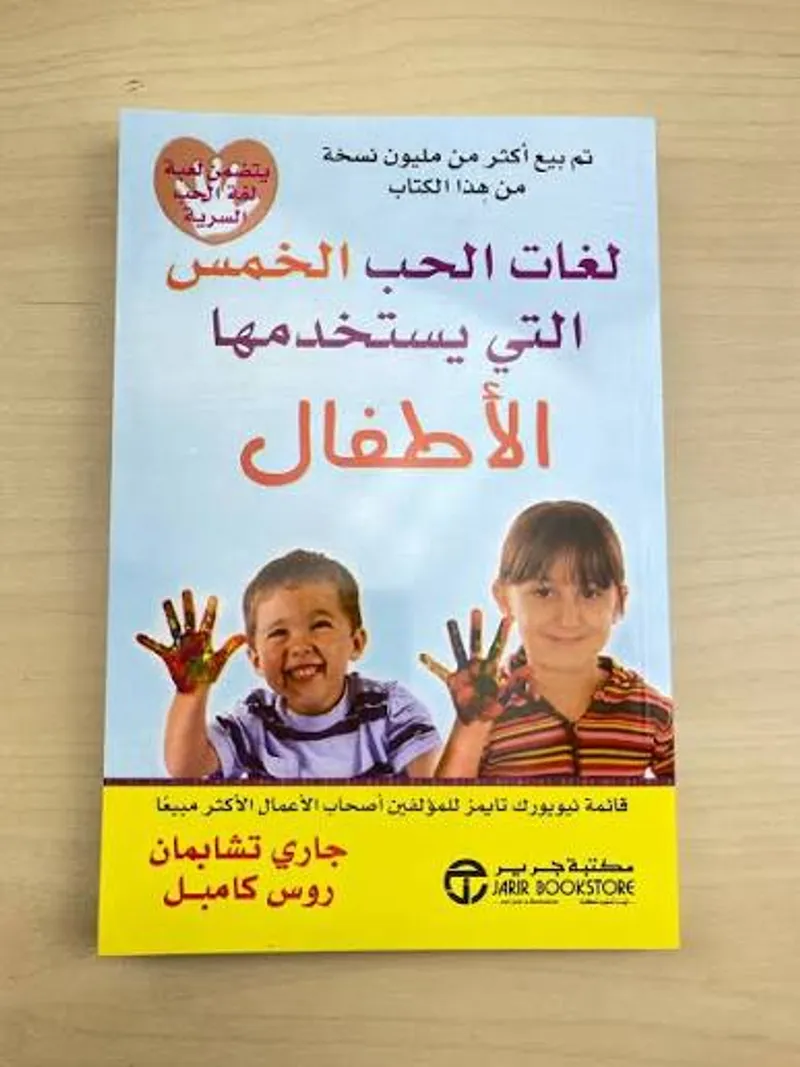 تم بيع أكثر من مليون نسخة
من هذا الكتاب
يتضمن لعبة
لغة الحب
السرية
لغات الحب الخمس
التي يستخدمها
الأطفال
قائمة نيويورك تايمز للمؤلفين أصحاب الأعمال الأكثر مبيعًا
جاري تشابمان
روس كامبل
مكتبة جرير
JARIR BOOKSTORE